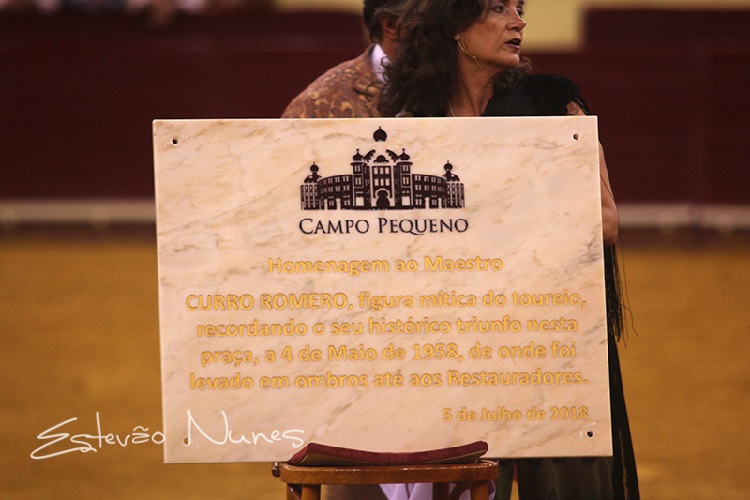 CAMPO PEQUENO
Homenagem ao Maestro
CURRO ROMERO, figura mítica do toureio,
recordando o seu histórico triunfo nesta
praça, a 4 de Maio de 1958, de onde foi
levado em ombros até aos Restauradores.
5 de Julho de 2018
Estevão Nunes